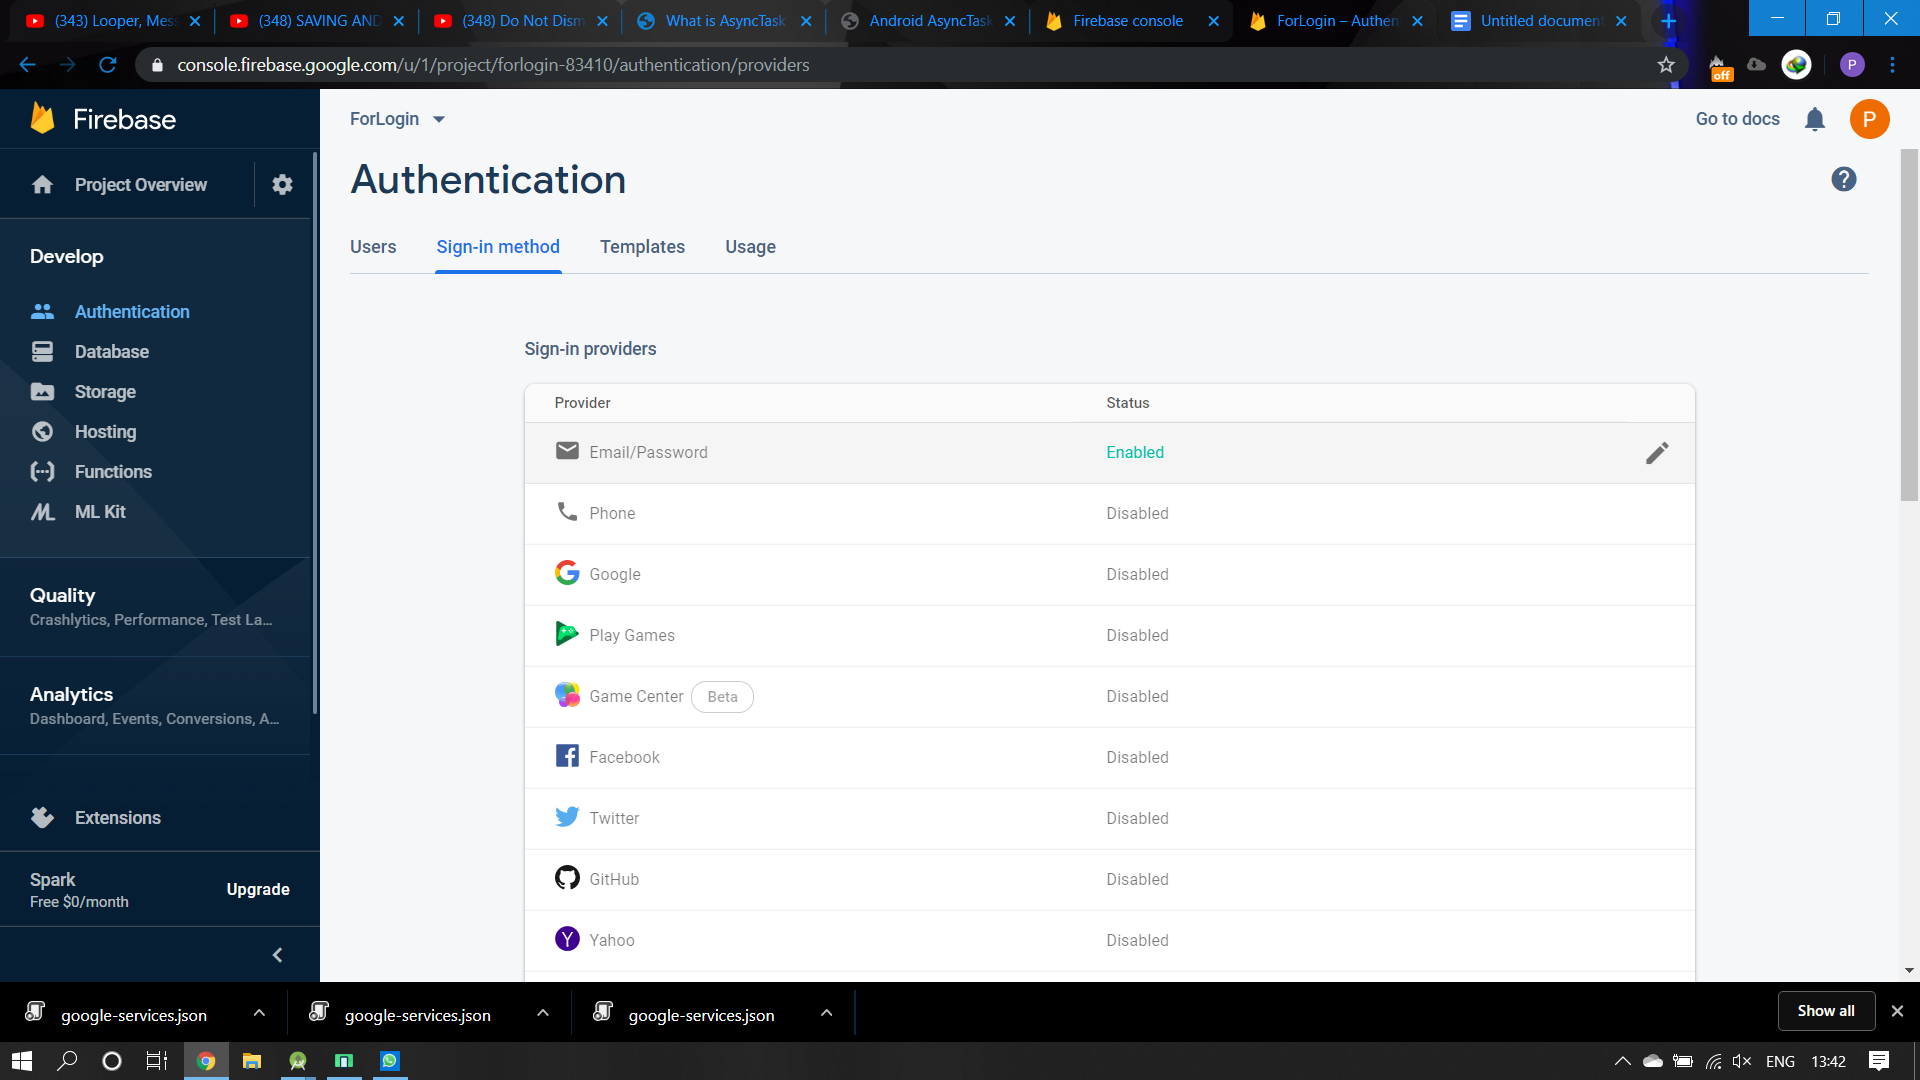 (343) Looper, Mess
(348) SAVING AND
(348) Do Not Dism
What is AsyncTask
Android AsyncTask
Firebase console
ForLogin – Authen
Untitled document
console.firebase.google.com/u/1/project/forlogin-83410/authentication/providers
off
P
Firebase
ForLogin
Go to docs
P
Project Overview
Authentication
?
Users
Sign-in method
Templates
Usage
Develop
Authentication
Database
Storage
Hosting
Functions
ML Kit
Sign-in providers
Provider
Status
Email/Password
Enabled
Phone
Disabled
Google
Disabled
Play Games
Disabled
Game Center
Beta
Disabled
Facebook
Disabled
Twitter
Disabled
GitHub
Disabled
Yahoo
Disabled
Quality
Crashlytics, Performance, Test La...
Analytics
Dashboard, Events, Conversions, A...
Extensions
Spark
Free $0/month
Upgrade
google-services.json
google-services.json
google-services.json
Show all
ENG
13:42